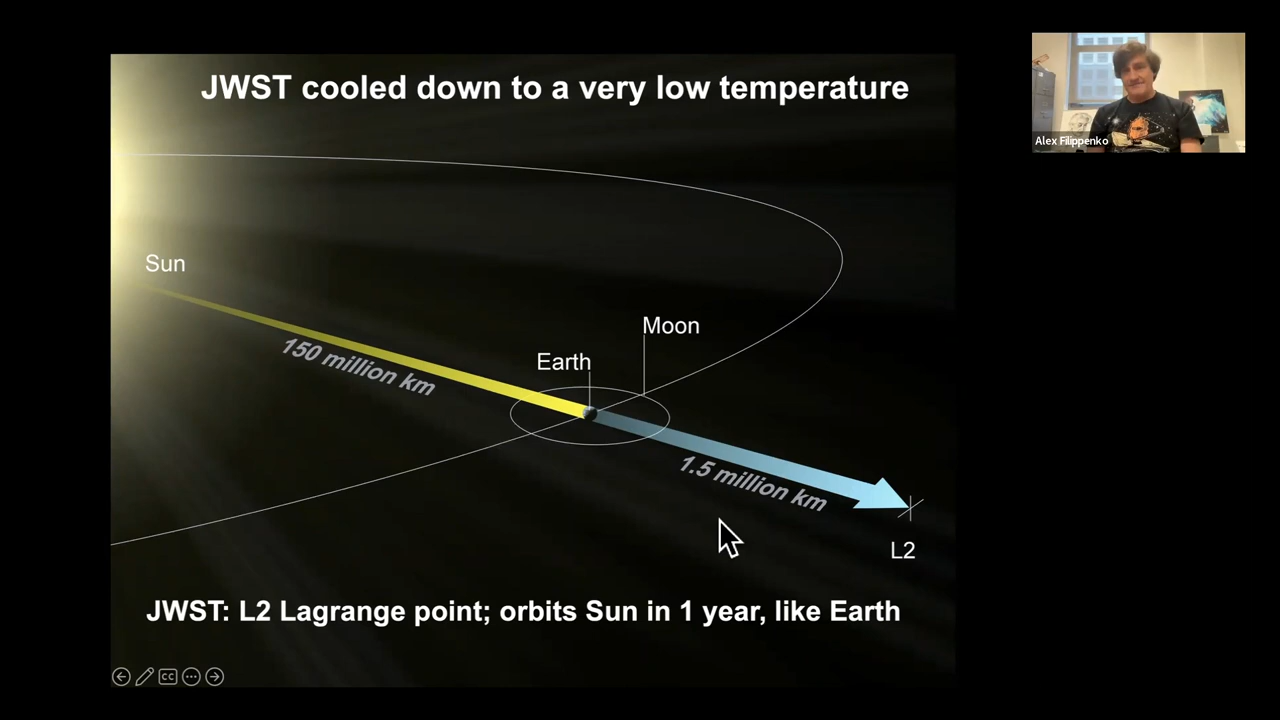 JWST cooled down to a very low temperature
Alex Filippenko
Sun
150 million km
Moon
Earth
1.5 million km
L2
JWST: L2 Lagrange point; orbits Sun in 1 year, like Earth
CC